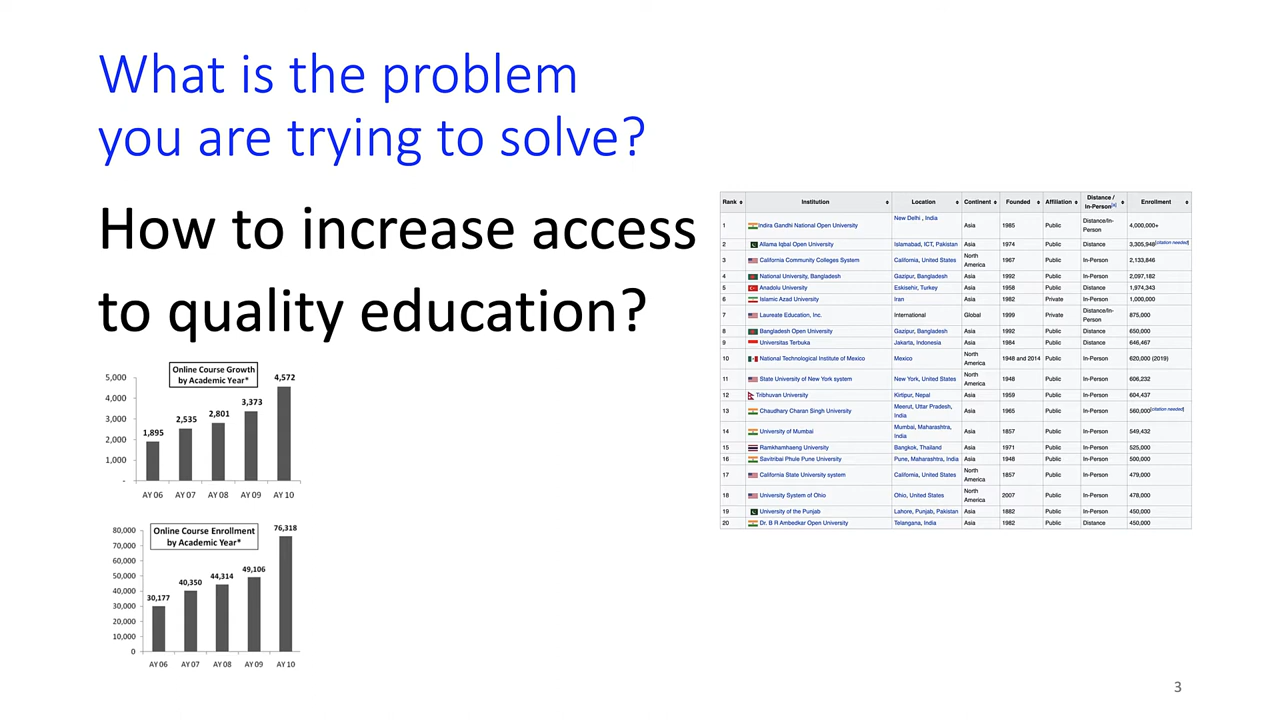 What is the problem
you are trying to solve?
How to increase access
to quality education?
Online Course Growth
by Academic Year*
5,000
4,000
3,000
2,000
1,000
-
1,895
2,535
2,801
3,373
4,572
AY 06 AY 07 AY 08 AY 09 AY 10
Online Course Enrollment
by Academic Year*
80,000
70,000
60,000
50,000
40,000
30,000
20,000
10,000
0
30,177
40,350
44,314
49,106
76,318
AY 06 AY 07 AY 08 AY 09 AY 10
Rank Institution Location Continent Founded Affiliation Distance / In-Person[a] Enrollment
1 Indira Gandhi National Open University New Delhi , India Asia 1985 Public Distance/In-Person 4,000,000+
2 Allama Iqbal Open University Islamabad, ICT, Pakistan Asia 1974 Public Distance 3,305,948[citation needed]
3 California Community Colleges System California, United States North America 1967 Public In-Person 2,133,846
4 National University, Bangladesh Gazipur, Bangladesh Asia 1992 Public In-Person 2,097,182
5 Anadolu University Eskisehir, Turkey Asia 1958 Public Distance 1,974,343
6 Islamic Azad University Iran Asia 1982 Private In-Person 1,000,000
7 Laureate Education, Inc. International Global 1999 Private Distance/In-Person 875,000
8 Bangladesh Open University Gazipur, Bangladesh Asia 1992 Public Distance 650,000
9 Universitas Terbuka Jakarta, Indonesia Asia 1984 Public Distance 646,467
10 National Technological Institute of Mexico Mexico North America 1948 and 2014 Public In-Person 620,000 (2019)
11 State University of New York system New York, United States North America 1948 Public In-Person 606,232
12 Tribhuvan University Kirtipur, Nepal Asia 1959 Public In-Person 604,437
13 Chaudhary Charan Singh University Meerut, Uttar Pradesh, India Asia 1965 Public In-Person 560,000[citation needed]
14 University of Mumbai Mumbai, Maharashtra, India Asia 1857 Public In-Person 549,432
15 Ramkhamhaeng University Bangkok, Thailand Asia 1971 Public In-Person 525,000
16 Savitribai Phule Pune University Pune, Maharashtra, India Asia 1948 Public In-Person 500,000
17 California State University system California, United States North America 1857 Public In-Person 479,000
18 University System of Ohio Ohio, United States North America 2007 Public In-Person 478,000
19 University of the Punjab Lahore, Punjab, Pakistan Asia 1882 Public In-Person 450,000
20 Dr. B R Ambedkar Open University Telangana, India Asia 1982 Public Distance 450,000
3